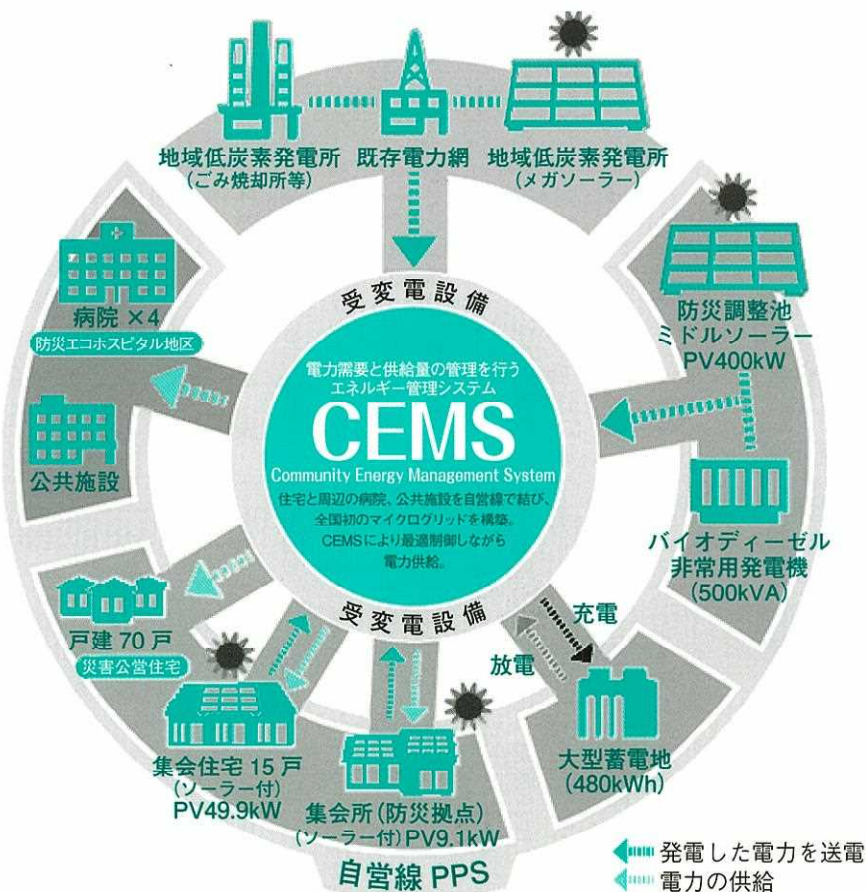 地域低炭素発電所
(ごみ焼却所等)
既存電力網
地域低炭素発電所
(メガソーラー)
病院 ×4
防災エコホスピタル地区
公共施設
受変電設備
電力需要と供給量の管理を行う
エネルギー管理システム
CEMS
Community Energy Management System
住宅と周辺の病院、公共施設を自営線で結び、
全国初のマイクログリッドを構築。
CEMSにより最適制御しながら
電力供給。
受変電設備
防災調整池
ミドルソーラー
PV400kW
バイオディーゼル
非常用発電機
(500kVA)
戸建 70 戸
災害公営住宅
集会住宅 15 戸
(ソーラー付)
PV49.9kW
集会所(防災拠点)
(ソーラー付)PV9.1kW
充電
放電
大型蓄電地
(480kWh)
自営線 PPS
発電した電力を送電
電力の供給